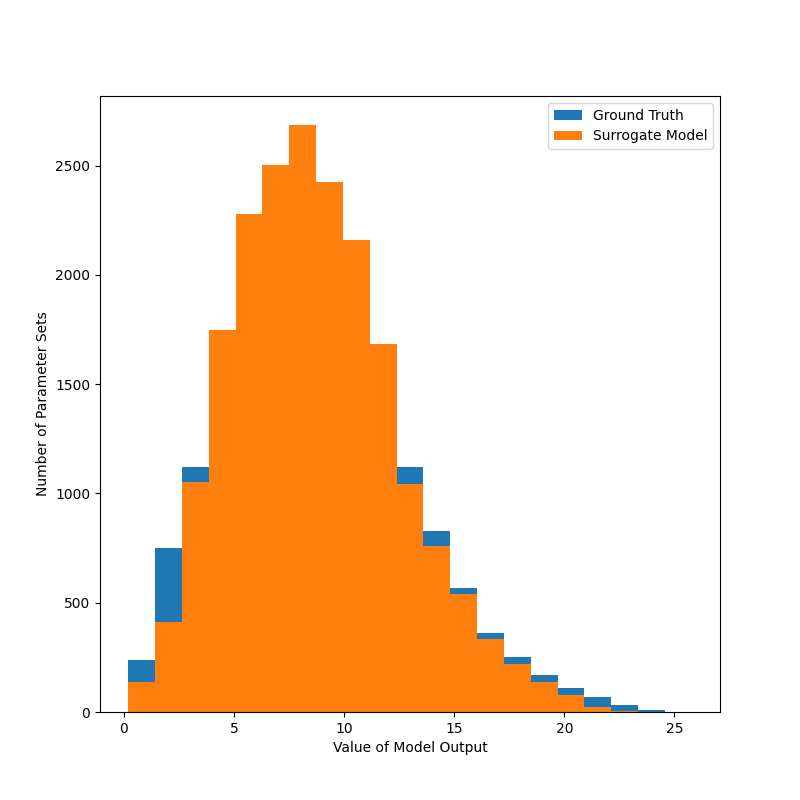 Ground Truth
Surrogate Model
Number of Parameter Sets
2500
2000
1500
1000
500
0
0 5 10 15 20 25
Value of Model Output